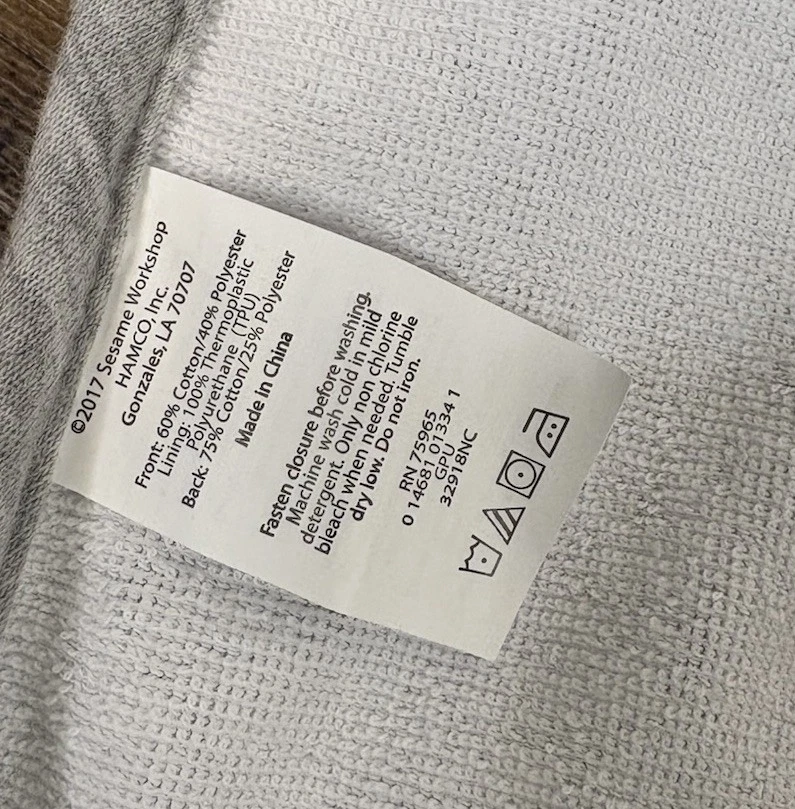 ©2017 Sesame Workshop
HAMCO, Inc.
Gonzales, LA 70707
Front: 60% Cotton/40% Polyester
Lining: 100% Thermoplastic
Polyurethane (TPU)
Back: 75% Cotton/25% Polyester
Made in China
Fasten closure before washing.
Machine wash cold in mild
detergent. Only non chlorine
bleach when needed. Tumble
dry low. Do not iron.
RN 75965
0 14681 01334 1
GPU
32918NC